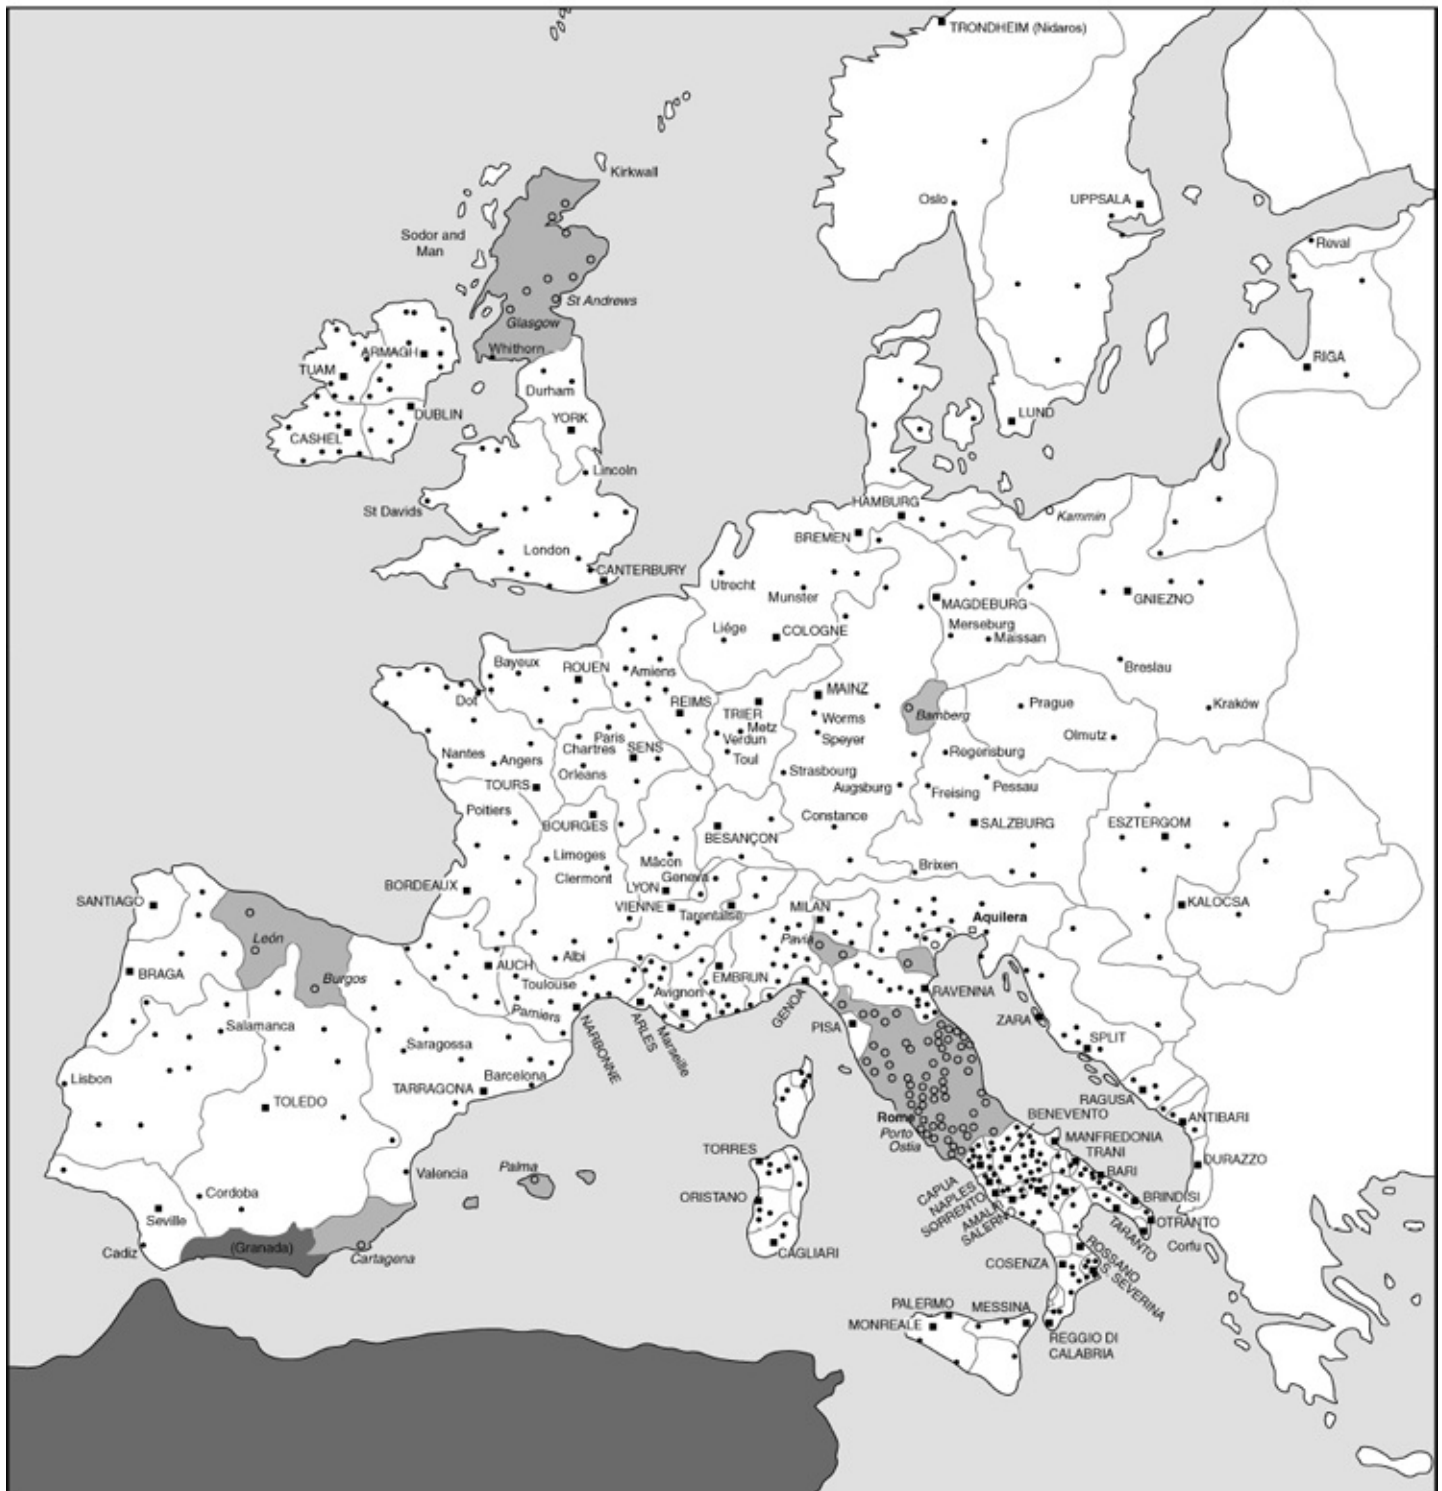 TRONDHEIM (Nidaros)
Kirkwall
Oslo
UPPSALA
Sodor and
Man
Reval
St Andrews
Glasgow
Whithorn
ARMAGH
TUAM
RIGA
Durham
DUBLIN
LUND
YORK
CASHEL
Lincoln
HAMBURG
St Davids
Kammin
BREMEN
London
CANTERBURY
Utrecht
Munster
GNIEZNO
MAGDEBURG
Merseburg
Liége
COLOGNE
Maissan
Bayeux
ROUEN
Amiens
Breslau
MAINZ
Dol
REIMS
TRIER
Worms
Bamberg
Prague
Kraków
Metz
Verdun
Speyer
Paris
Chartres
SENS
Olmutz
Nantes
Angers
Toul
Regensburg
Orleans
Strasbourg
TOURS
Augsburg
Freising
Pessau
Poitiers
BOURGES
Constance
SALZBURG
ESZTERGOM
BESANÇON
Limoges
Mâcon
Brixen
Clermont
Geneva
BORDEAUX
LYON
SANTIAGO
VIENNE
Tarentaise
MILAN
Aquilera
KALOCSA
León
Pavia
Albi
BRAGA
AUCH
EMBRUN
Burgos
Toulouse
Avignon
RAVENNA
Pamiers
GENOA
ZARA
Salamanca
PISA
NARBONNE
ARLES
Marseille
SPLIT
Saragossa
Lisbon
Barcelona
TARRAGONA
RAGUSA
TOLEDO
BENEVENTO
Rome
ANTIBARI
Porto
Ostia
MANFREDONIA
TRANI
TORRES
DURAZZO
Palma
Valencia
BARI
CAPUA
NAPLES
SORRENTO
AMALFI
SALERNO
Cordoba
ORISTANO
BRINDISI
Seville
OTRANTO
TARANTO
Corfu
Cadiz
(Granada)
Cartagena
CAGLIARI
ROSSANO
S. SEVERINA
COSENZA
PALERMO
MESSINA
MONREALE
REGGIO DI
CALABRIA